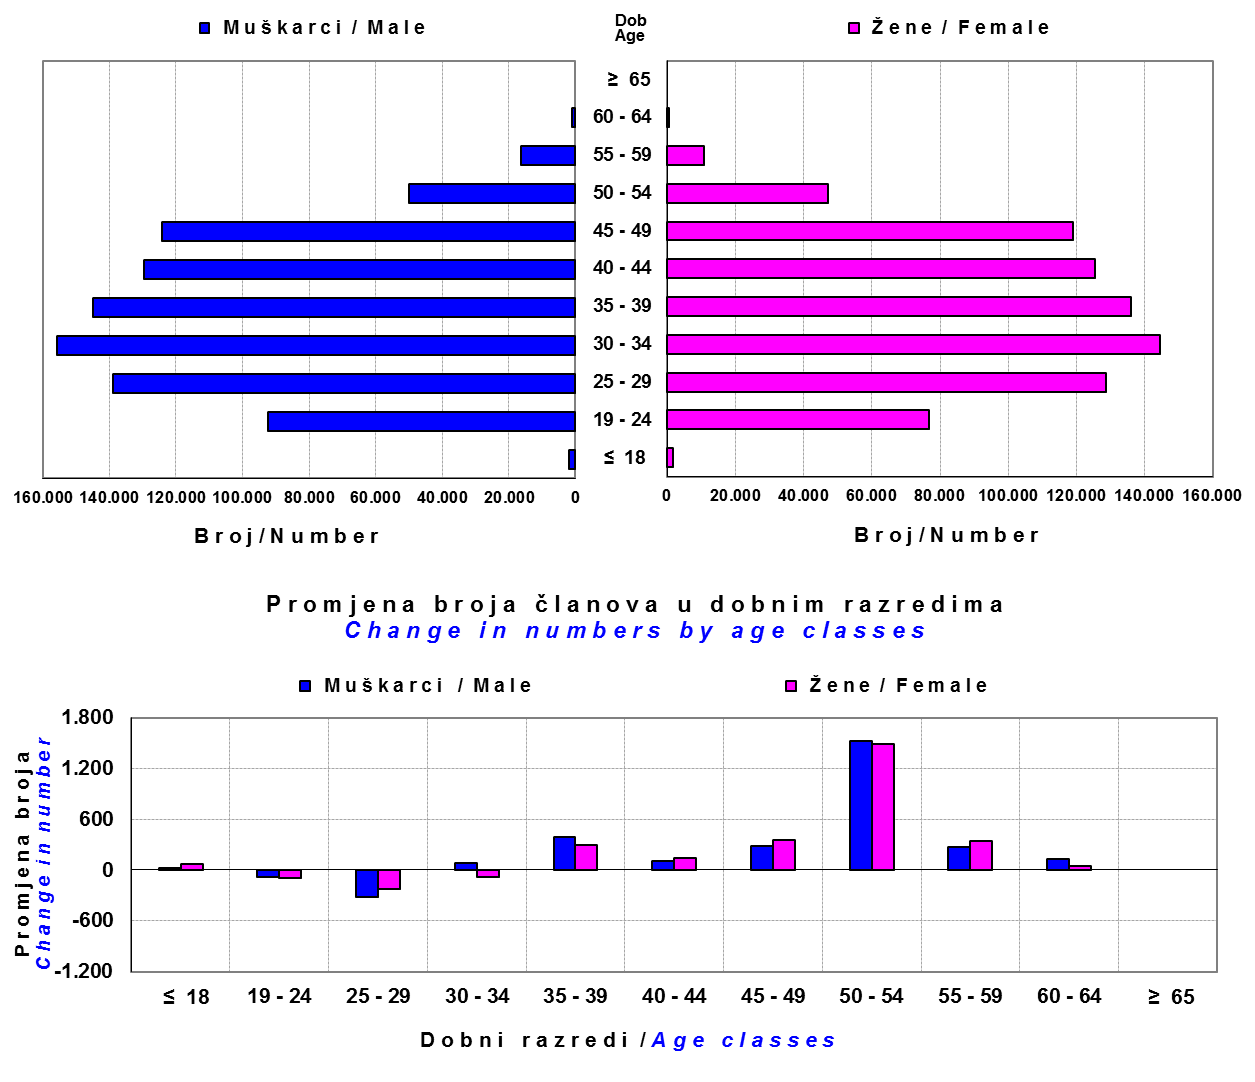 Muškarci / Male
Dob
Age
Žene / Female
≥ 65
60 - 64
55 - 59
50 - 54
45 - 49
40 - 44
35 - 39
30 - 34
25 - 29
19 - 24
≤ 18
160.000 140.000 120.000 100.000 80.000 60.000 40.000 20.000 0
0 20.000 40.000 60.000 80.000 100.000 120.000 140.000 160.000
Broj/Number
Broj/Number
Promjena broja članova u dobnim razredima
Change in numbers by age classes
Muškarci / Male
Žene / Female
Promjena broja
Change in number
1.800
1.200
600
0
-600
-1.200
≤ 18 19 - 24 25 - 29 30 - 34 35 - 39 40 - 44 45 - 49 50 - 54 55 - 59 60 - 64 ≥ 65
Dobni razredi /Age classes